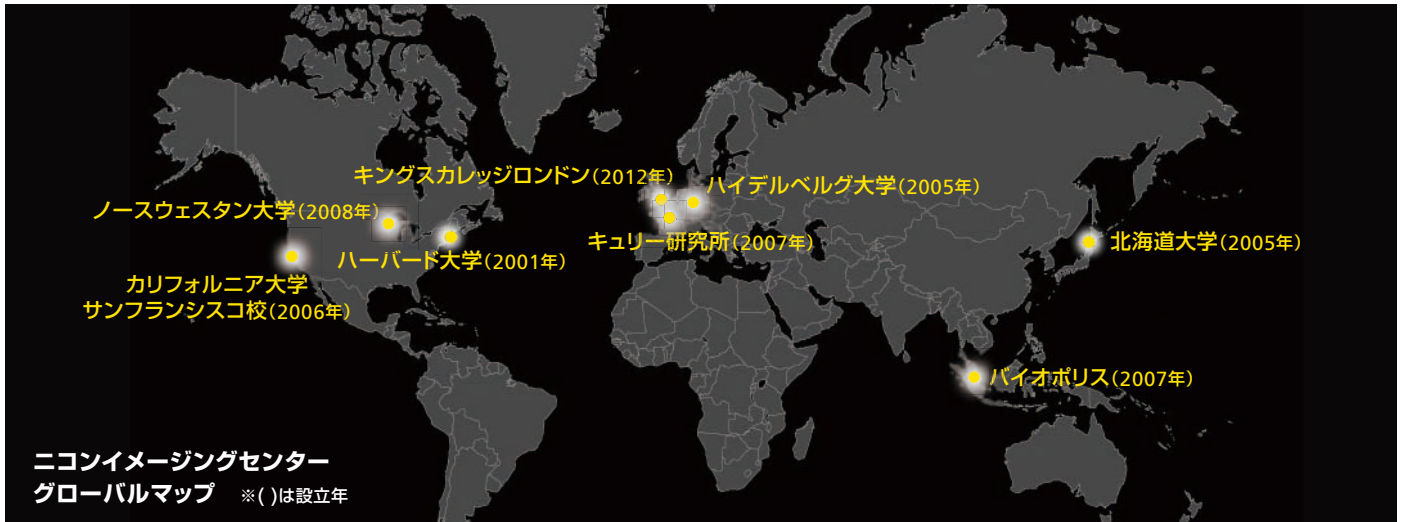 キングスカレッジロンドン(2012年)
ハイデルベルグ大学(2005年)
ノースウェスタン大学(2008年)
キュリー研究所(2007年)
北海道大学(2005年)
ハーバード大学(2001年)
カリフォルニア大学
サンフランシスコ校(2006年)
バイオポリス(2007年)
ニコンイメージングセンター
グローバルマップ ※( )は設立年